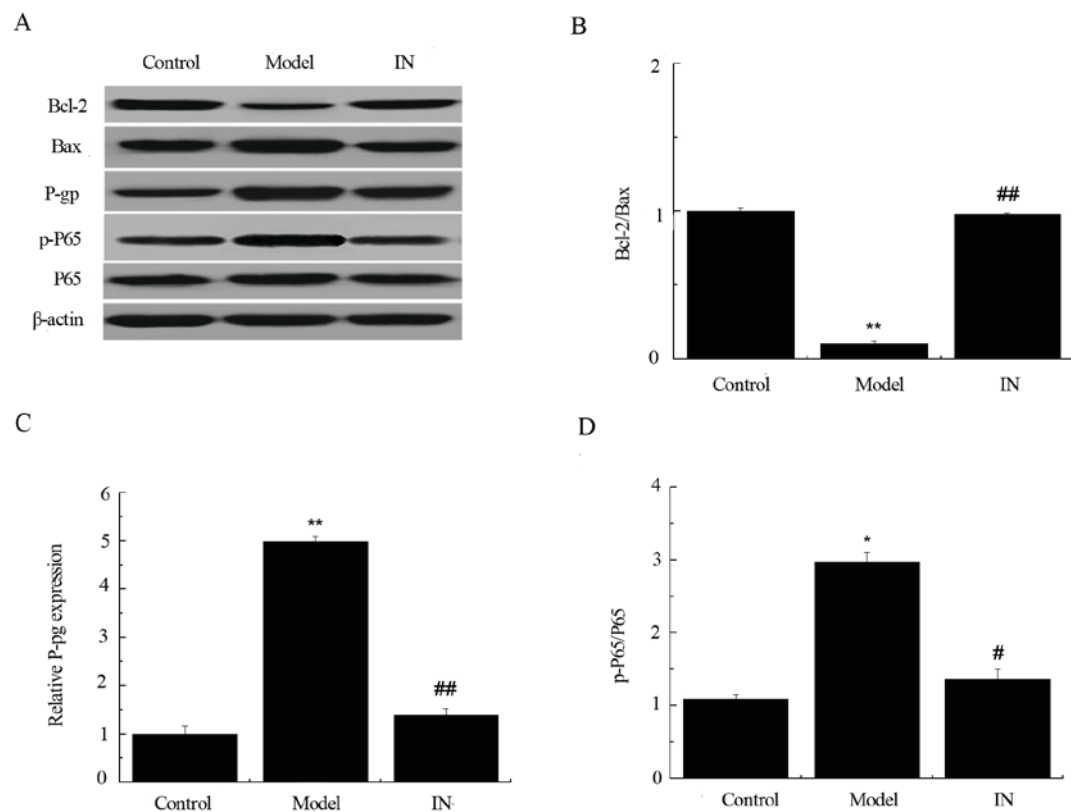 A
Control Model IN
Bcl-2
Bax
P-gp
p-P65
P65
β-actin
B
2
1
0
Bcl-2/Bax
**
##
Control Model IN
C
6
5
4
3
2
1
0
Relative P-pg expression
**
##
Control Model IN
D
4
3
2
1
0
p-P65/P65
*
#
Control Model IN